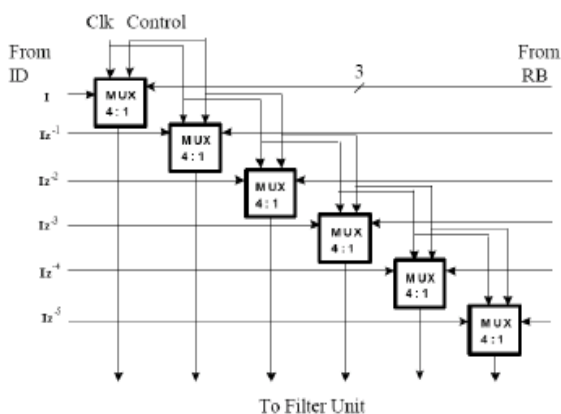 Clk Control
From
ID
From
RB
3
I
MUX
4:1
Iz-1
MUX
4:1
Iz-2
MUX
4:1
Iz-3
MUX
4:1
Iz-4
MUX
4:1
Iz-5
MUX
4:1
To Filter Unit